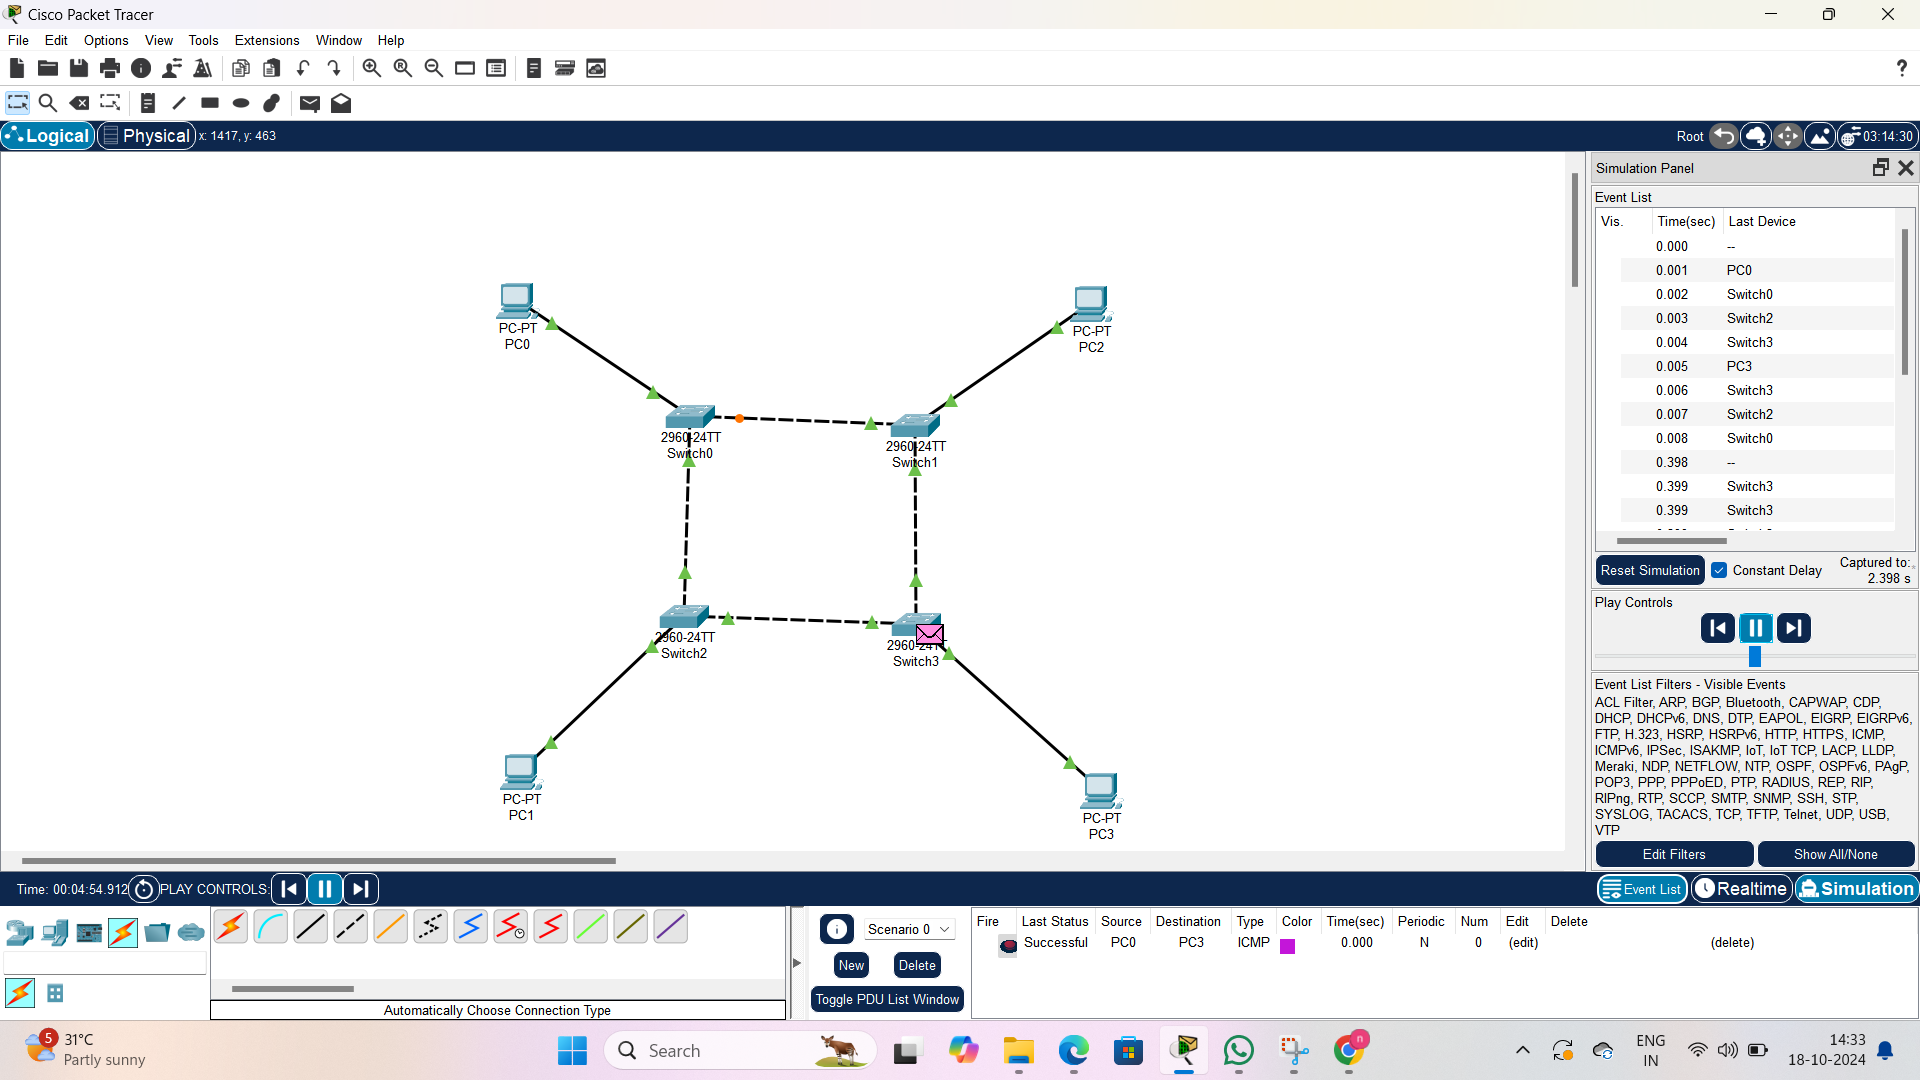 Cisco Packet Tracer
File Edit Options View Tools Extensions Window Help
?
Logical Physical x: 1417, y: 463 Root 03:14:30
Simulation Panel
Event List
Vis. Time(sec) Last Device
0.000 --
0.001 PC0
0.002 Switch0
0.003 Switch2
0.004 Switch3
0.005 PC3
0.006 Switch3
0.007 Switch2
0.008 Switch0
0.398 --
0.399 Switch3
0.399 Switch3
Reset Simulation Constant Delay Captured to:
2.398 s
Play Controls
Event List Filters - Visible Events
ACL Filter, ARP, BGP, Bluetooth, CAPWAP, CDP,
DHCP, DHCPv6, DNS, DTP, EAPOL, EIGRP, EIGRPv6,
FTP, H.323, HSRP, HSRPv6, HTTP, HTTPS, ICMP,
ICMPv6, IPSec, ISAKMP, IoT, IoT TCP, LACP, LLDP,
Meraki, NDP, NETFLOW, NTP, OSPF, OSPFv6, PAgP,
POP3, PPP, PPPoED, PTP, RADIUS, REP, RIP,
RIPng, RTP, SCCP, SMTP, SNMP, SSH, STP,
SYSLOG, TACACS, TCP, TFTP, Telnet, UDP, USB,
VTP
Edit Filters Show All/None
PC-PT
PC0
PC-PT
PC2
2960-24TT
Switch0
2960-24TT
Switch1
2960-24TT
Switch2
2960-24TT
Switch3
PC-PT
PC1
PC-PT
PC3
Time: 00:04:54.912 PLAY CONTROLS: Event List Realtime Simulation
Scenario 0
New Delete
Toggle PDU List Window
Fire Last Status Source Destination Type Color Time(sec) Periodic Num Edit Delete
Successful PC0 PC3 ICMP 0.000 N 0 (edit) (delete)
Automatically Choose Connection Type
5 31°C
Partly sunny
Search
n
ENG
IN
14:33
18-10-2024